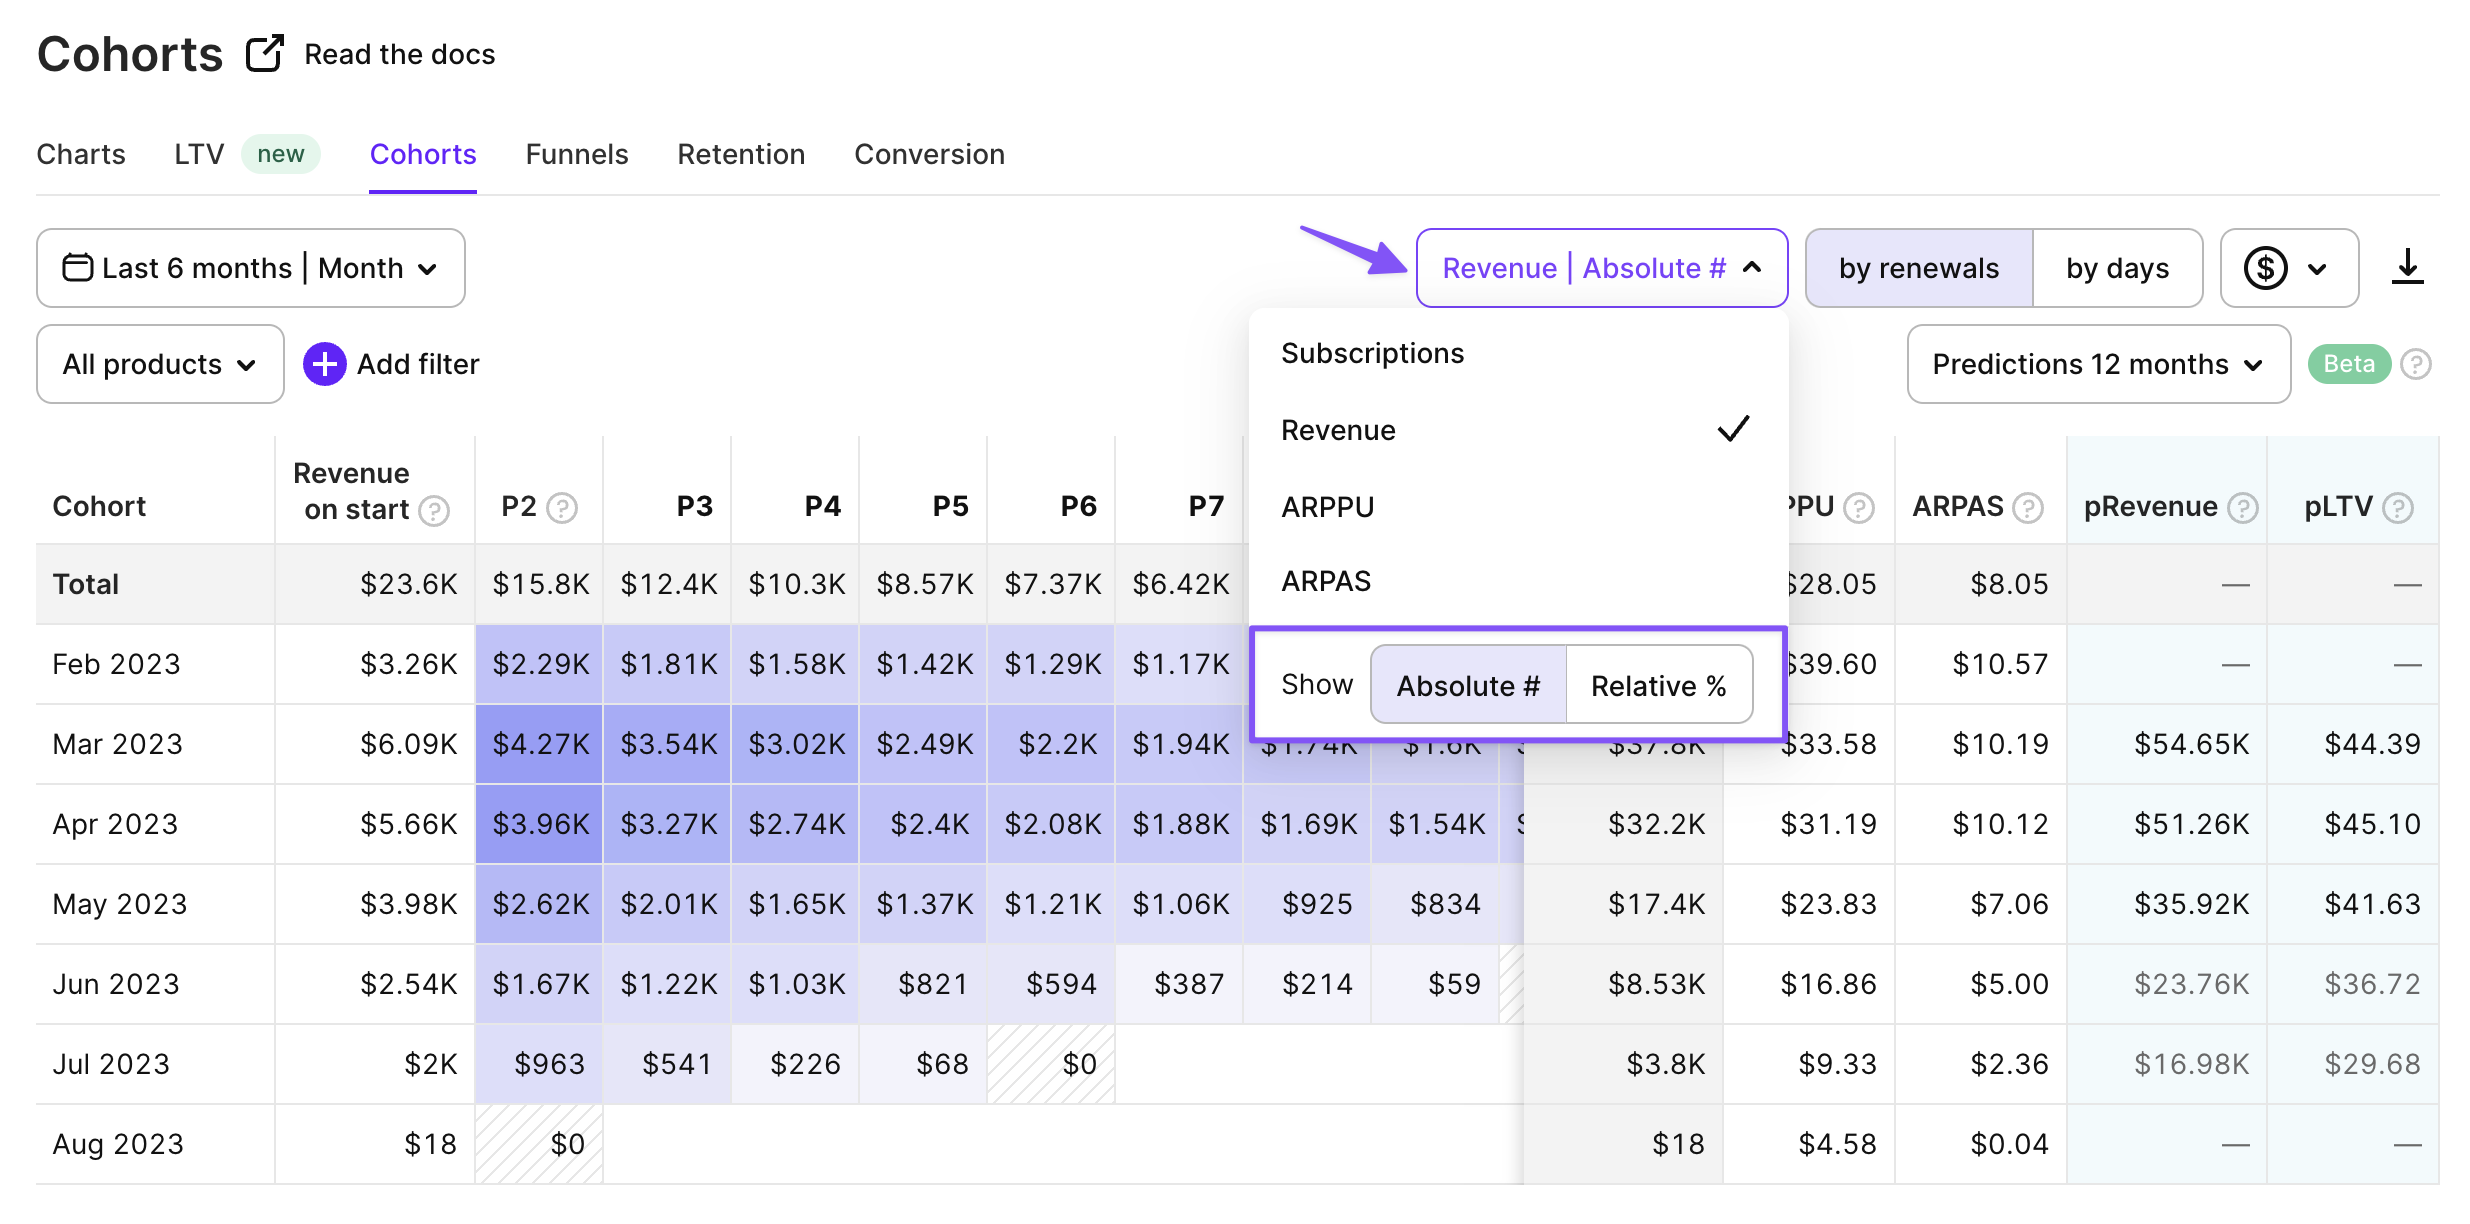 Cohorts Read the docs
Charts LTV new Cohorts Funnels Retention Conversion
Last 6 months | Month Revenue | Absolute # by renewals by days $
All products + Add filter Predictions 12 months Beta ?
Subscriptions
Revenue
ARPPU
ARPAS
Show Absolute # Relative %
Cohort Revenue on start ? P2 ? P3 P4 P5 P6 P7 PPU ? ARPAS ? pRevenue ? pLTV ?
Total $23.6K $15.8K $12.4K $10.3K $8.57K $7.37K $6.42K $28.05 $8.05 — —
Feb 2023 $3.26K $2.29K $1.81K $1.58K $1.42K $1.29K $1.17K $39.60 $10.57 — —
Mar 2023 $6.09K $4.27K $3.54K $3.02K $2.49K $2.2K $1.94K $1.74K $1.6K $37.8K $33.58 $10.19 $54.65K $44.39
Apr 2023 $5.66K $3.96K $3.27K $2.74K $2.4K $2.08K $1.88K $1.69K $1.54K $32.2K $31.19 $10.12 $51.26K $45.10
May 2023 $3.98K $2.62K $2.01K $1.65K $1.37K $1.21K $1.06K $925 $834 $17.4K $23.83 $7.06 $35.92K $41.63
Jun 2023 $2.54K $1.67K $1.22K $1.03K $821 $594 $387 $214 $59 $8.53K $16.86 $5.00 $23.76K $36.72
Jul 2023 $2K $963 $541 $226 $68 $0 $3.8K $9.33 $2.36 $16.98K $29.68
Aug 2023 $18 $0 $18 $4.58 $0.04 — —